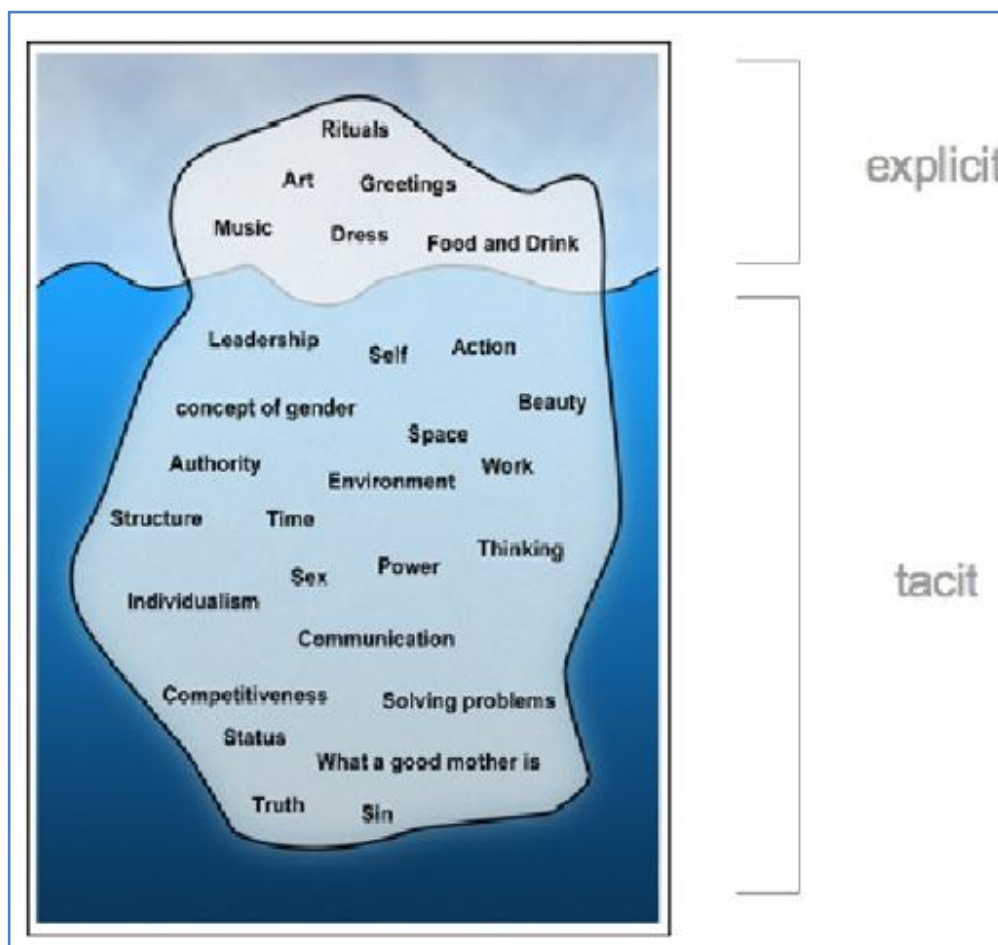 Rituals
Art
Greetings
Music
Dress
Food and Drink
explicit
Leadership
Self
Action
concept of gender
Beauty
Space
Authority
Environment
Work
Structure
Time
Thinking
Sex
Power
Individualism
Communication
Competitiveness
Solving problems
Status
What a good mother is
Truth
Sin
tacit